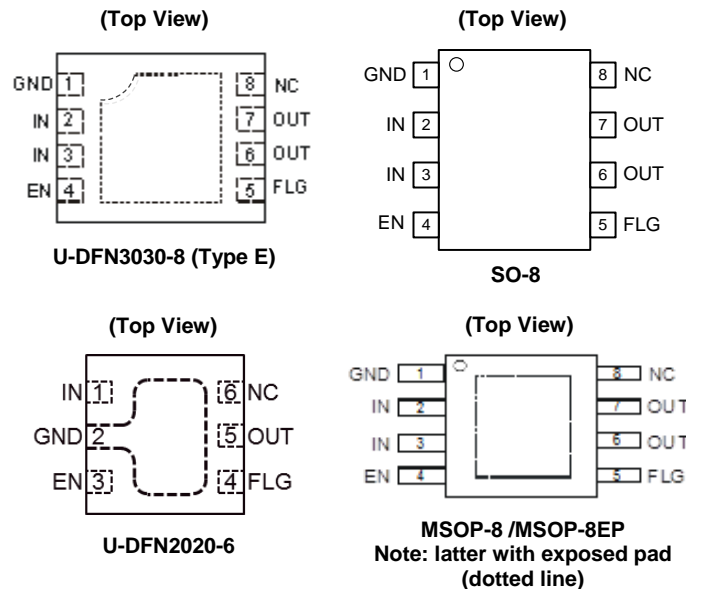 (Top View)
GND 1 8 NC
IN 2 7 OUT
IN 3 6 OUT
EN 4 5 FLG
U-DFN3030-8 (Type E)
(Top View)
GND 1 8 NC
IN 2 7 OUT
IN 3 6 OUT
EN 4 5 FLG
SO-8
(Top View)
IN 1 6 NC
GND 2 5 OUT
EN 3 4 FLG
U-DFN2020-6
(Top View)
GND 1 8 NC
IN 2 7 OUT
IN 3 6 OUT
EN 4 5 FLG
MSOP-8 /MSOP-8EP
Note: latter with exposed pad
(dotted line)